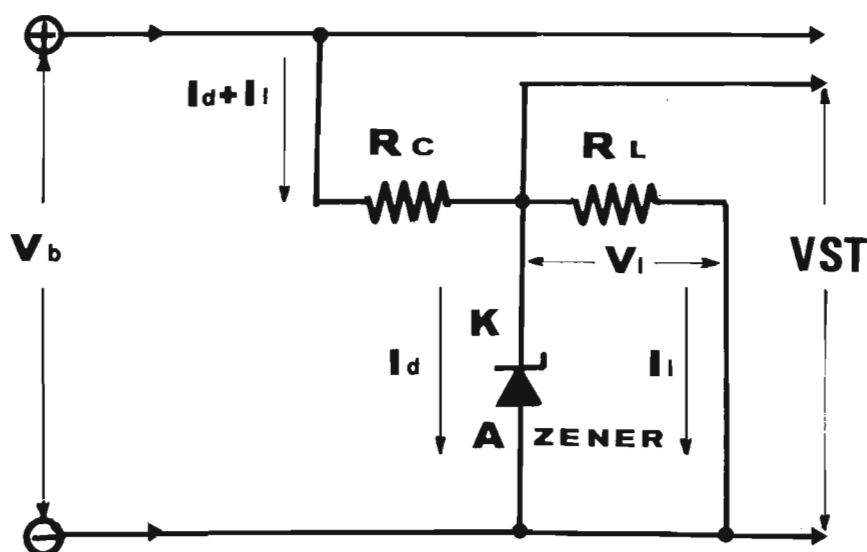 +
Id+Il
RC RL
Vb
Vl
VST
K
Id
Il
A ZENER
−